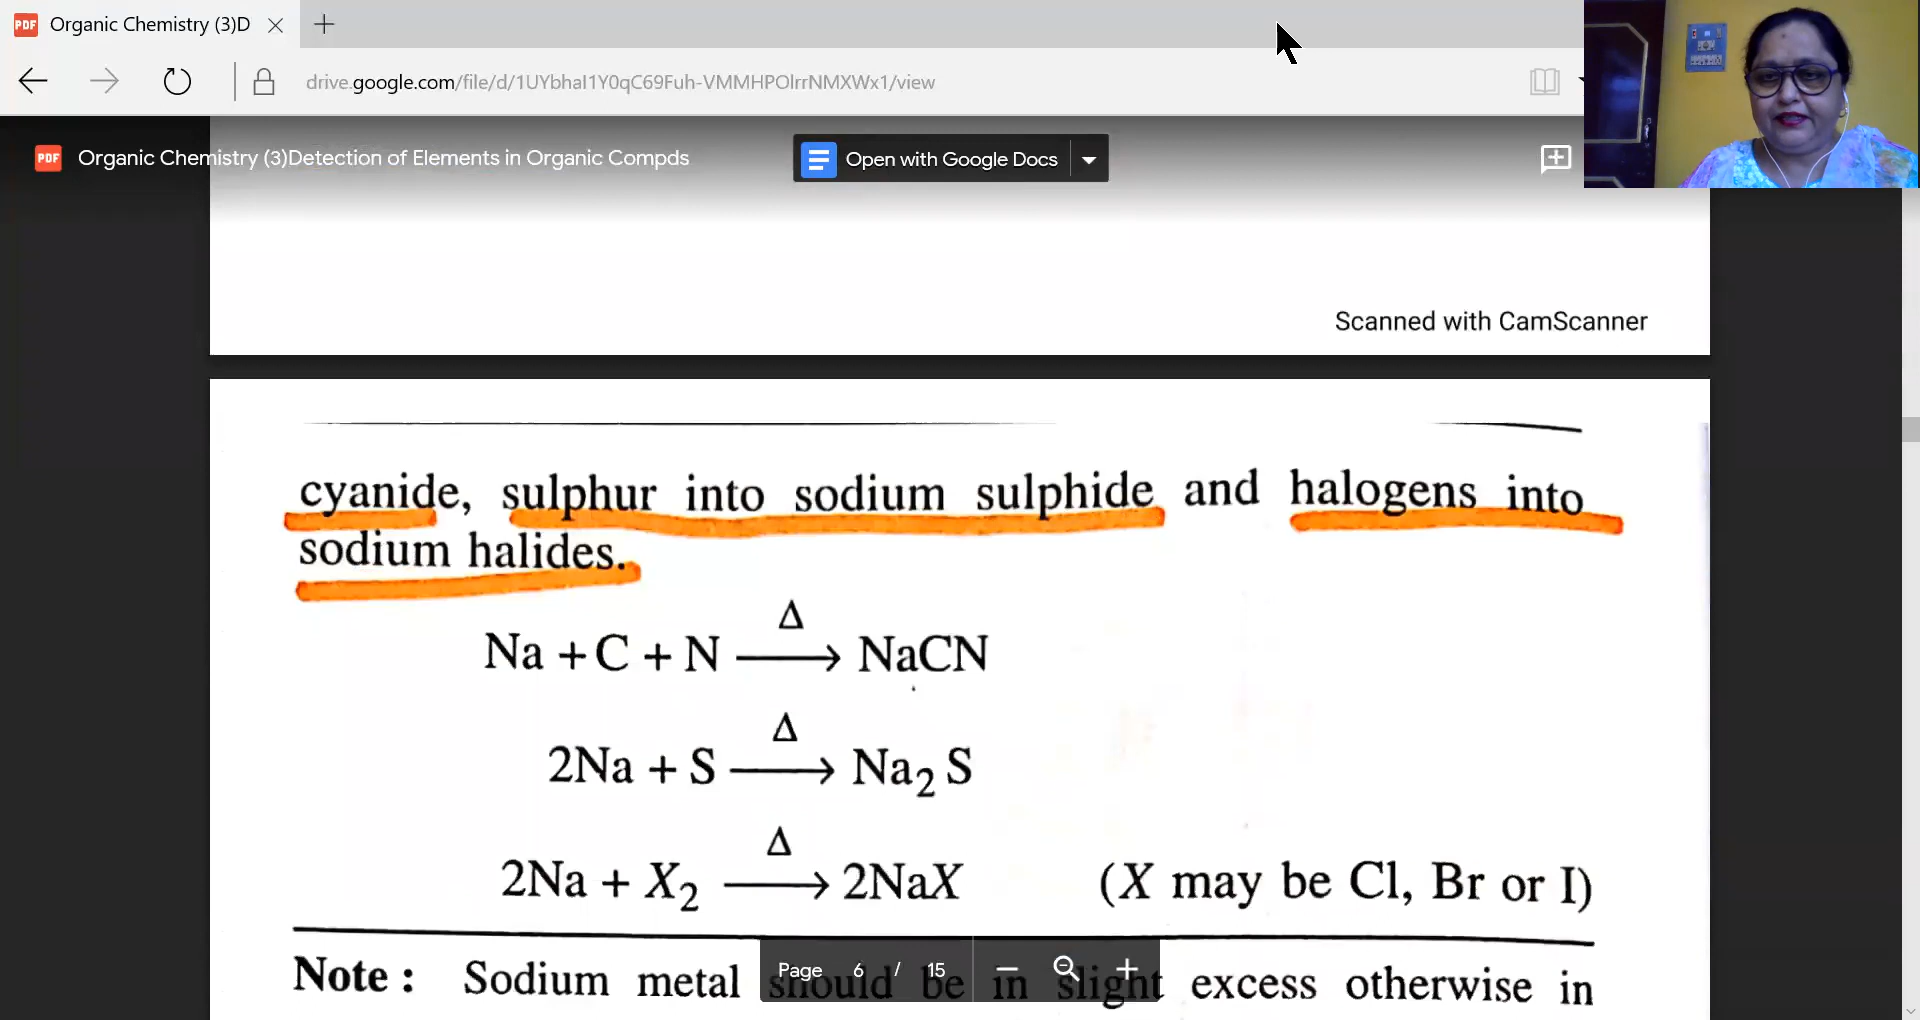 Organic Chemistry (3)D
drive.google.com/file/d/1UYbhaI1Y0qC69Fuh-VMMHPOlrrNMXWx1/view
PDF Organic Chemistry (3)Detection of Elements in Organic Compds
Open with Google Docs
Scanned with CamScanner
cyanide, sulphur into sodium sulphide and halogens into
sodium halides.
Na + C + N —Δ→ NaCN
2Na + S —Δ→ Na₂ S
2Na + X₂ —Δ→ 2NaX (X may be Cl, Br or I)
Note : Sodium metal should be in slight excess otherwise in
Page 6 / 15